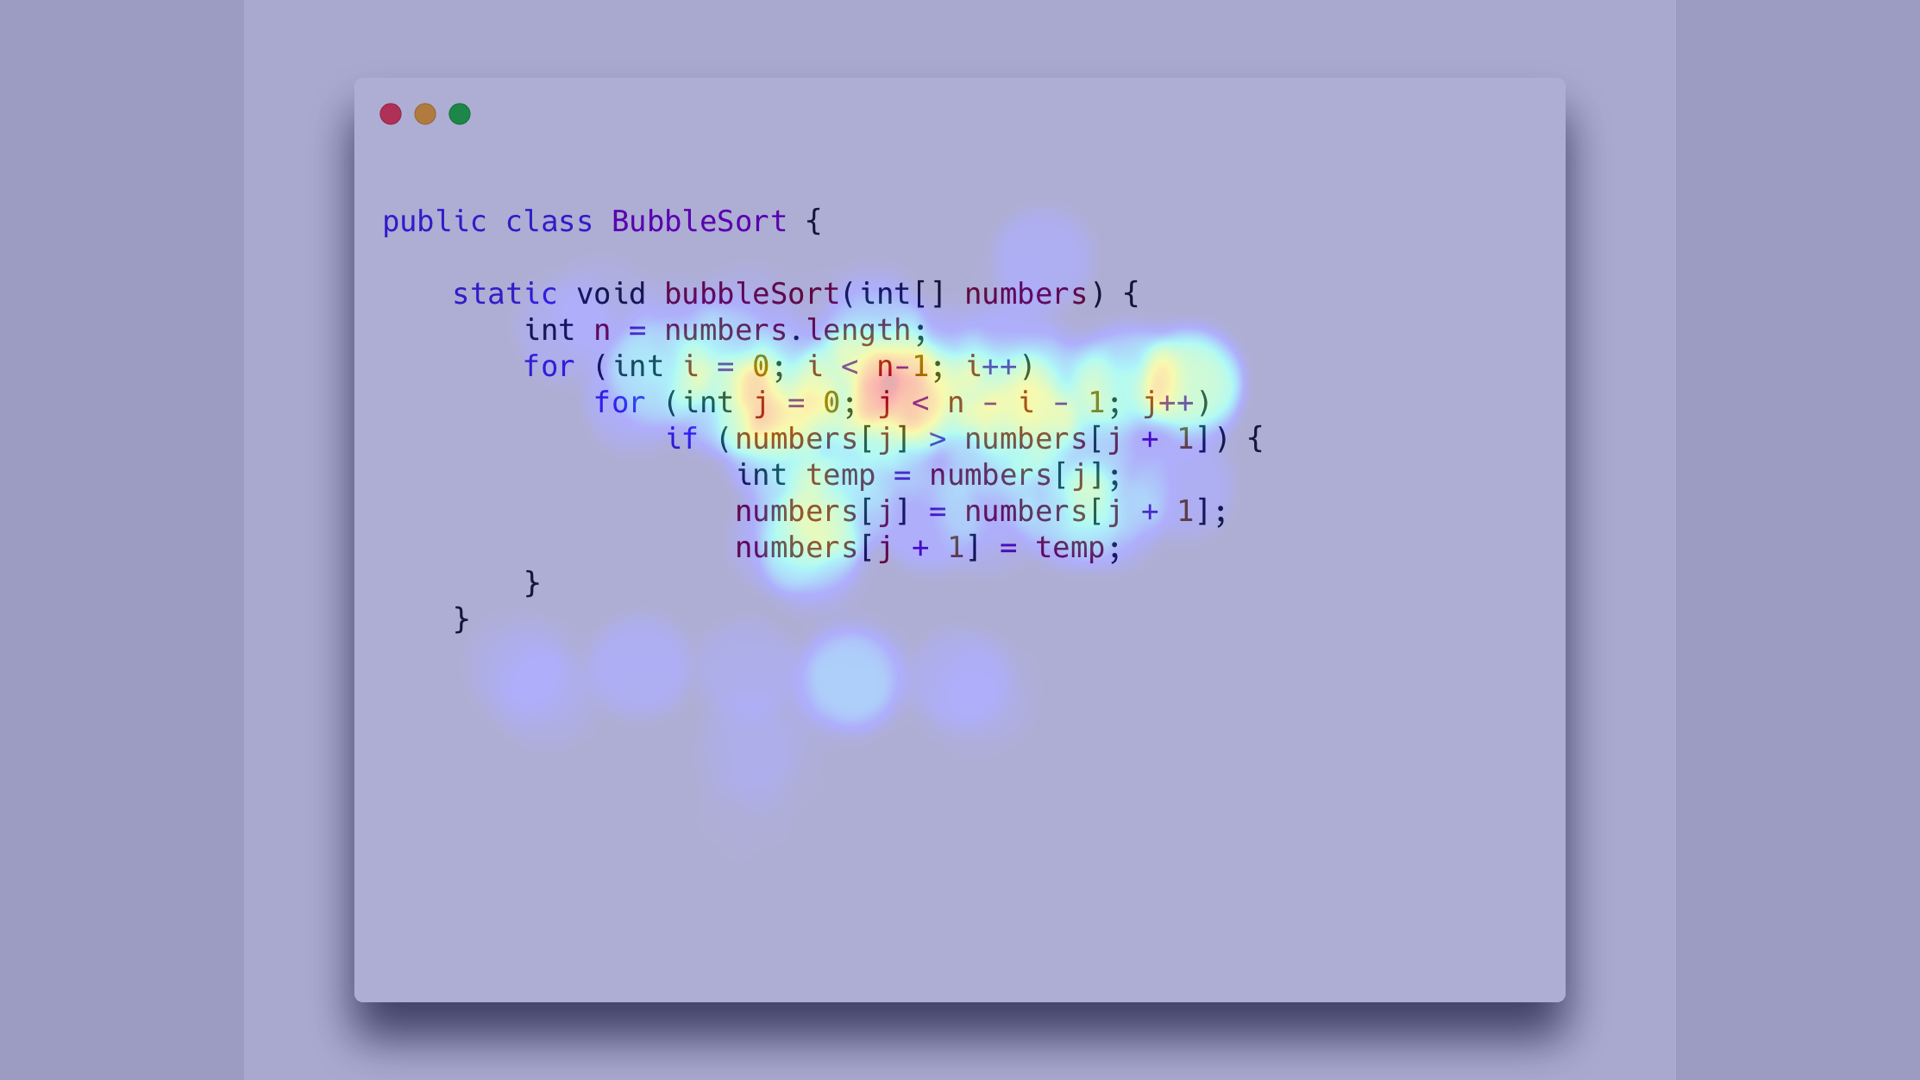 public class BubbleSort {
static void bubbleSort(int[] numbers) {
int n = numbers.length;
for (int i = 0; i < n-1; i++)
for (int j = 0; j < n - i - 1; j++)
if (numbers[j] > numbers[j + 1]) {
int temp = numbers[j];
numbers[j] = numbers[j + 1];
numbers[j + 1] = temp;
}
}